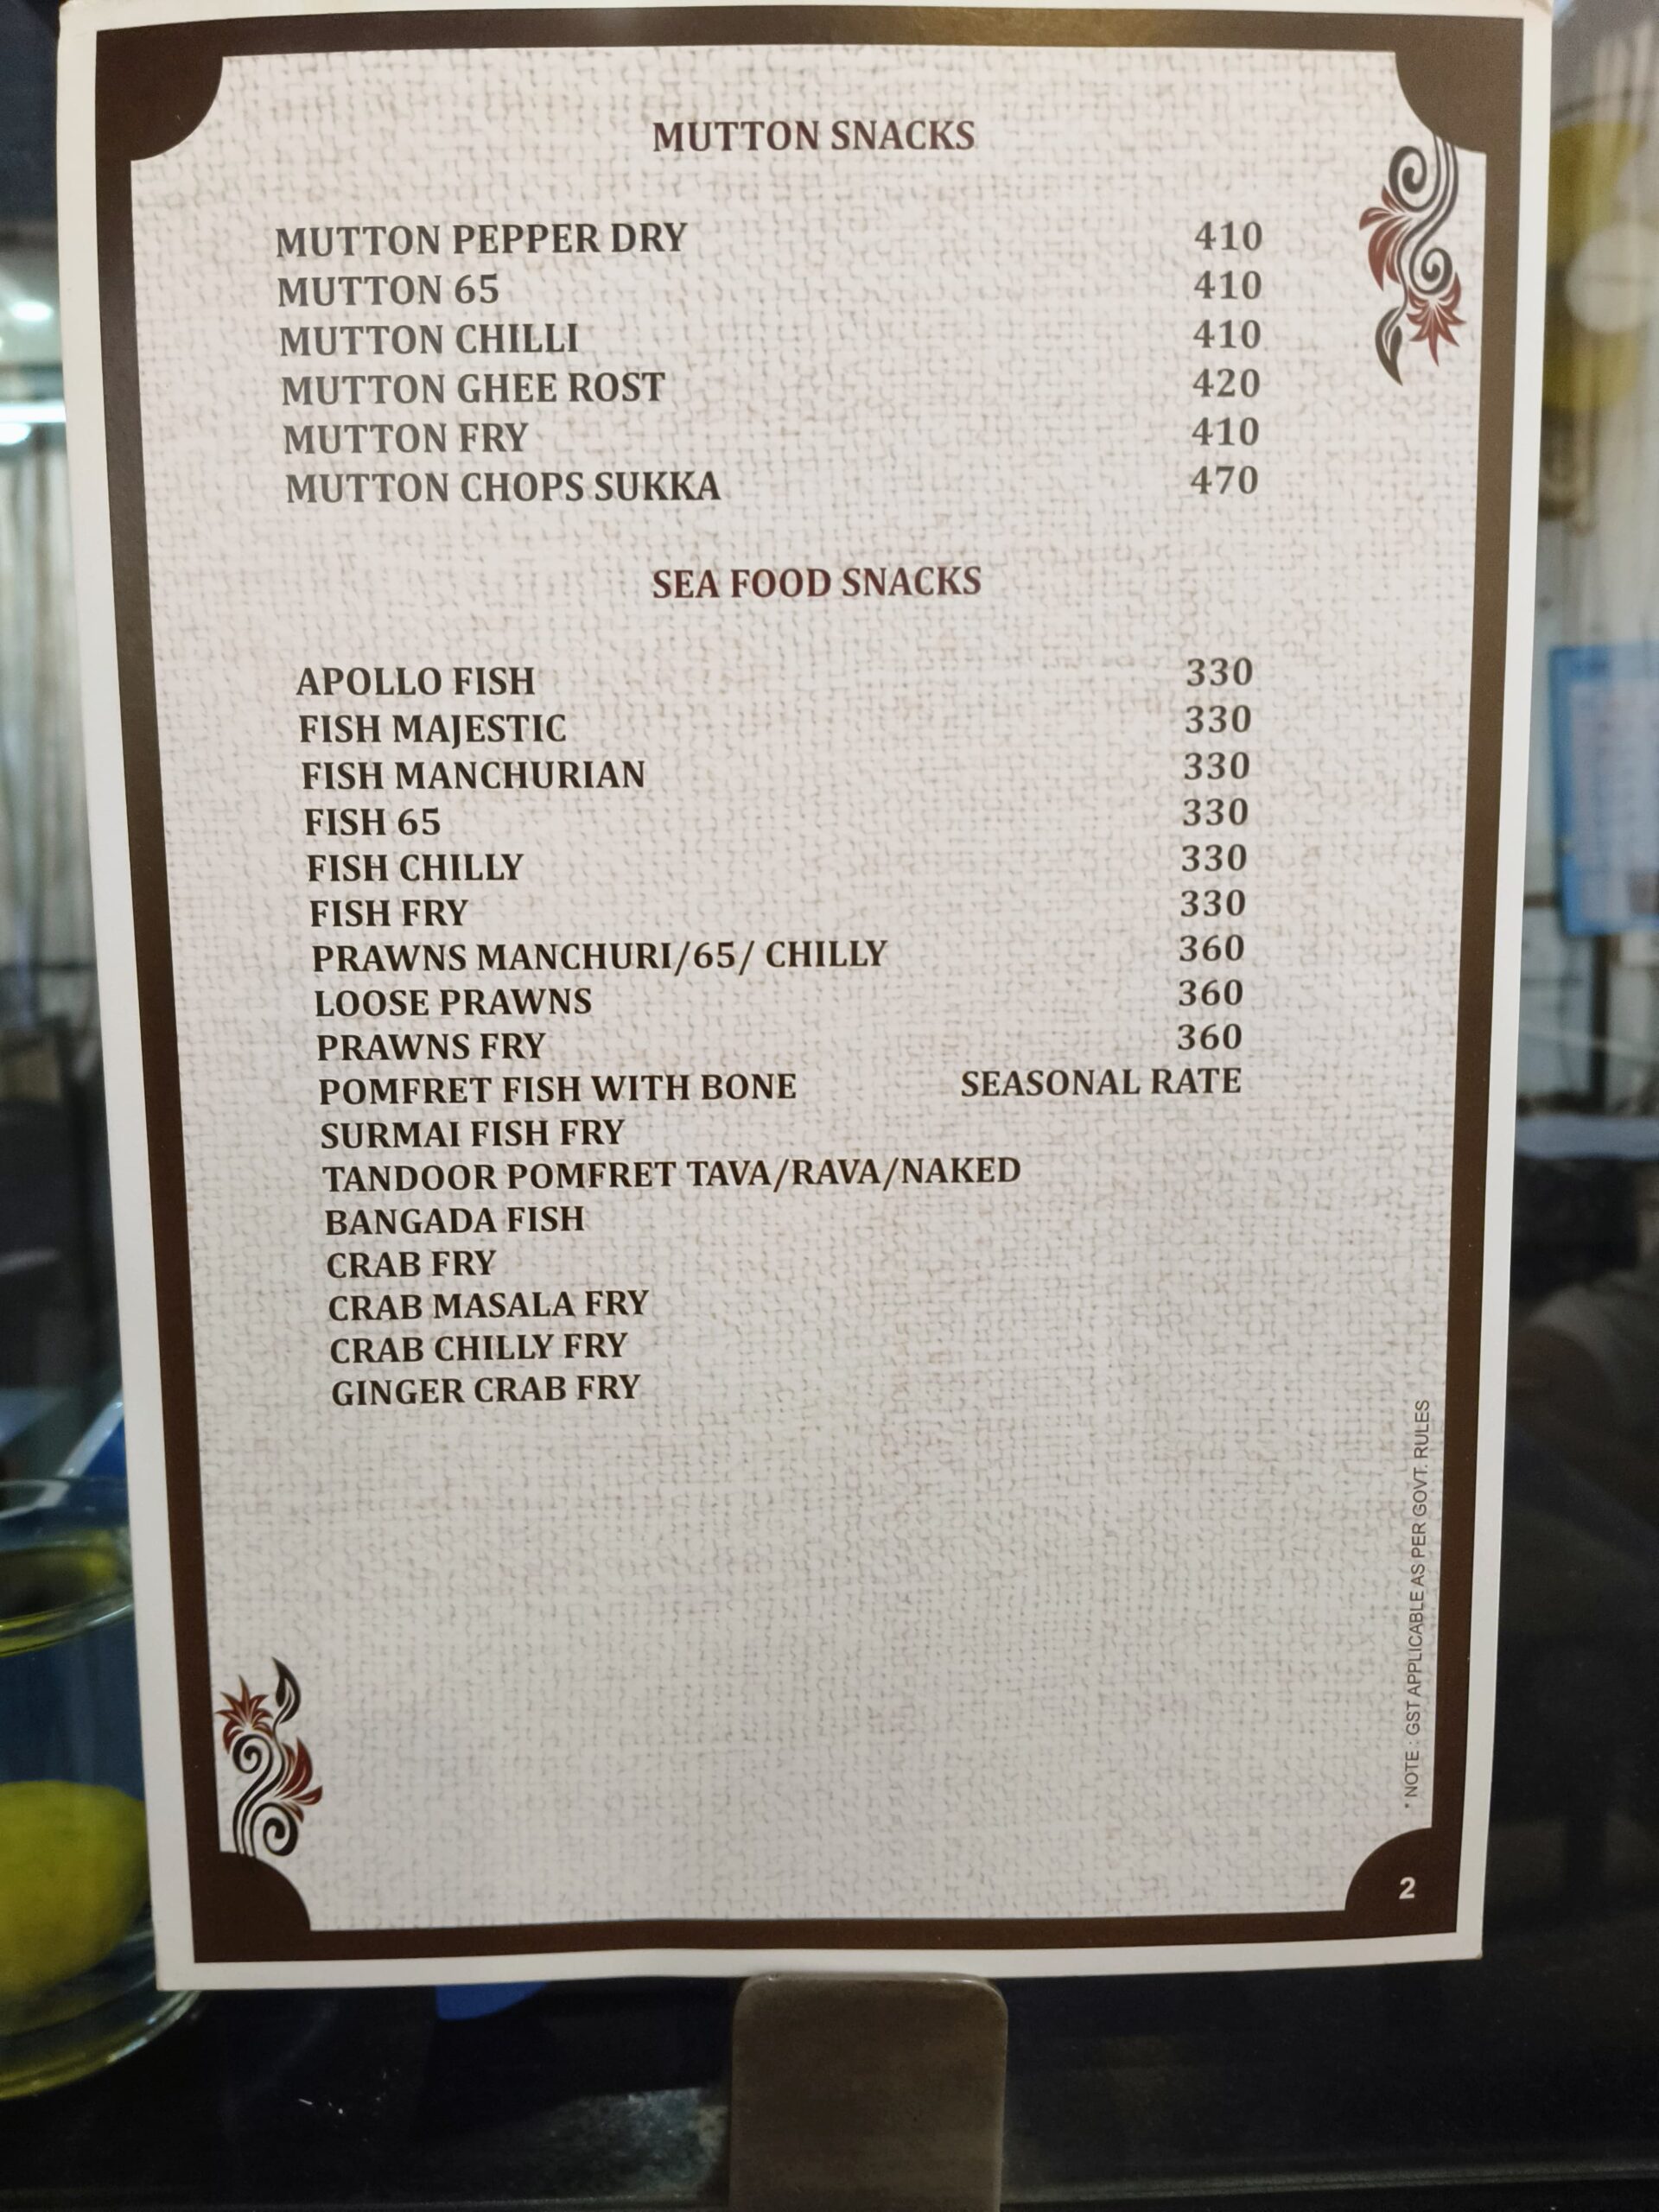 MUTTON SNACKS
MUTTON PEPPER DRY 410
MUTTON 65 410
MUTTON CHILLI 410
MUTTON GHEE ROST 420
MUTTON FRY 410
MUTTON CHOPS SUKKA 470
SEA FOOD SNACKS
APOLLO FISH 330
FISH MAJESTIC 330
FISH MANCHURIAN 330
FISH 65 330
FISH CHILLY 330
FISH FRY 330
PRAWNS MANCHURI/65/ CHILLY 360
LOOSE PRAWNS 360
PRAWNS FRY 360
POMFRET FISH WITH BONE SEASONAL RATE
SURMAI FISH FRY
TANDOOR POMFRET TAVA/RAVA/NAKED
BANGADA FISH
CRAB FRY
CRAB MASALA FRY
CRAB CHILLY FRY
GINGER CRAB FRY
* NOTE : GST APPLICABLE AS PER GOVT. RULES
2